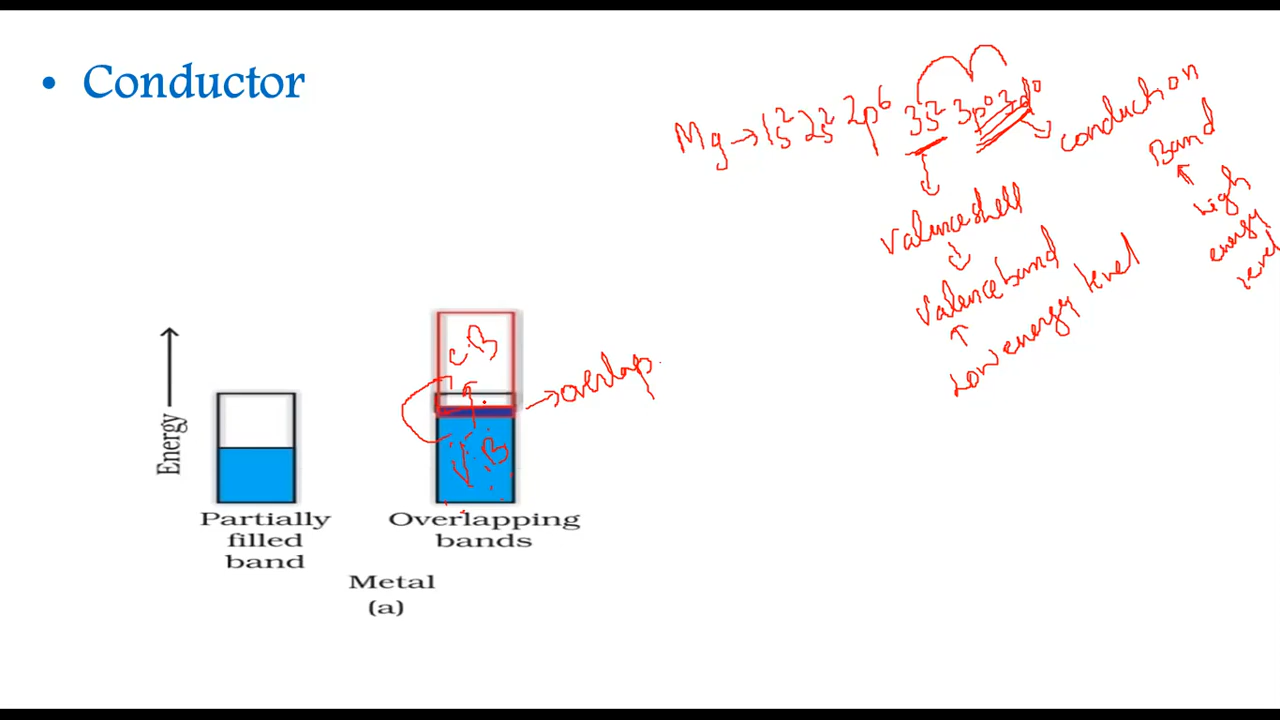 • Conductor
Mg → 1s² 2s² 2p⁶ 3s² 3p⁰ 3d⁰
conduction
Band
high
energy
level
Valence shell
Valence band
Low energy level
C.B
V.B
overlap
Energy
Partially
filled
band
Overlapping
bands
Metal
(a)